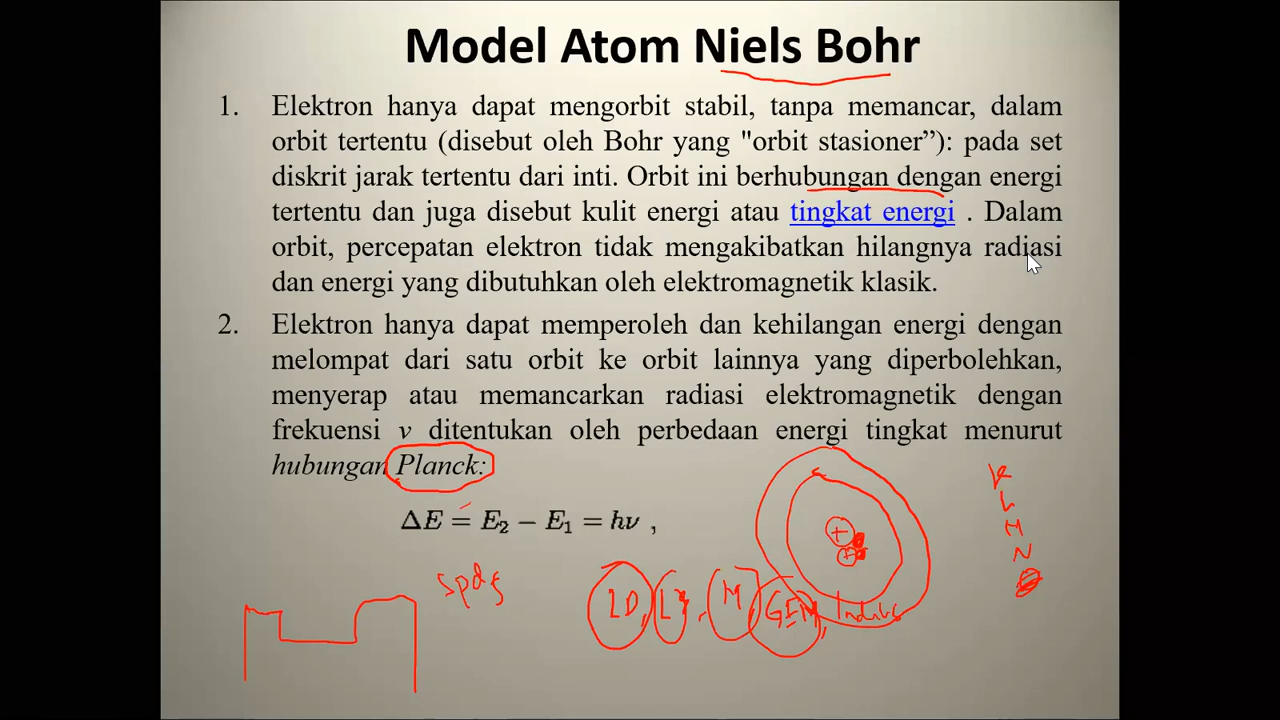 Model Atom Niels Bohr
1. Elektron hanya dapat mengorbit stabil, tanpa memancar, dalam
orbit tertentu (disebut oleh Bohr yang "orbit stasioner”): pada set
diskrit jarak tertentu dari inti. Orbit ini berhubungan dengan energi
tertentu dan juga disebut kulit energi atau tingkat energi . Dalam
orbit, percepatan elektron tidak mengakibatkan hilangnya radiasi
dan energi yang dibutuhkan oleh elektromagnetik klasik.
2. Elektron hanya dapat memperoleh dan kehilangan energi dengan
melompat dari satu orbit ke orbit lainnya yang diperbolehkan,
menyerap atau memancarkan radiasi elektromagnetik dengan
frekuensi ν ditentukan oleh perbedaan energi tingkat menurut
hubungan Planck:
ΔE = E₂ − E₁ = hν ,
K
L
M
N
spdf